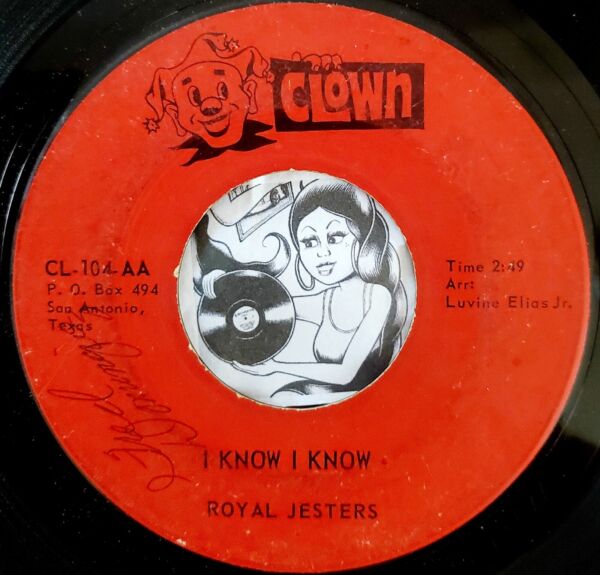 CLOWN
CL-104-AA
P. O. Box 494
San Antonio,
Texas
Time 2:49
Arr:
Luvine Elias Jr.
I KNOW I KNOW
ROYAL JESTERS